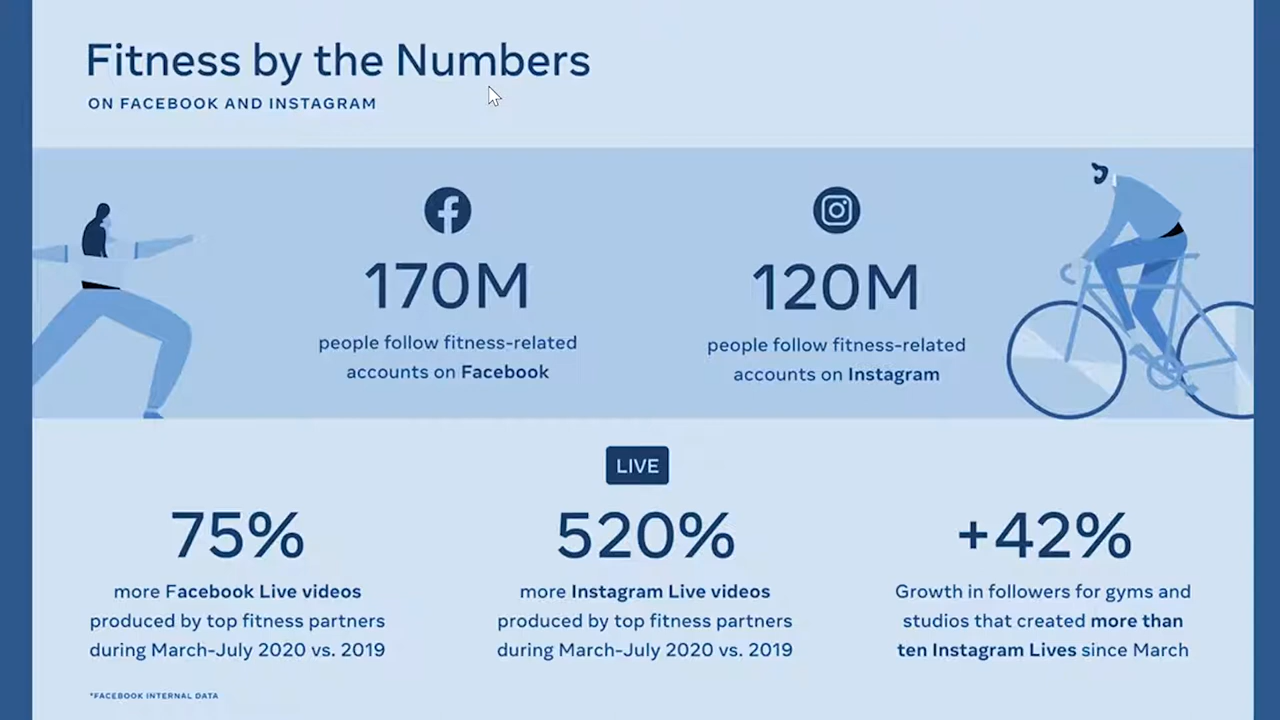 Fitness by the Numbers
ON FACEBOOK AND INSTAGRAM
170M
people follow fitness-related
accounts on Facebook
120M
people follow fitness-related
accounts on Instagram
LIVE
75%
more Facebook Live videos
produced by top fitness partners
during March-July 2020 vs. 2019
520%
more Instagram Live videos
produced by top fitness partners
during March-July 2020 vs. 2019
+42%
Growth in followers for gyms and
studios that created more than
ten Instagram Lives since March
*FACEBOOK INTERNAL DATA